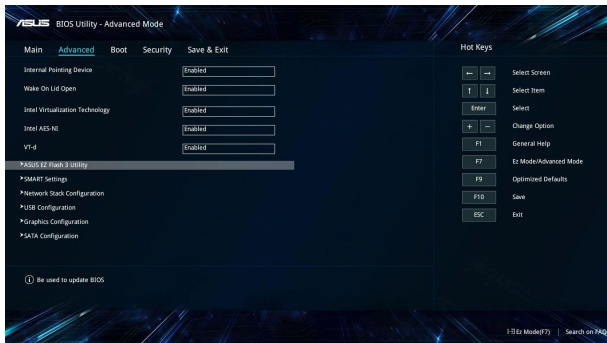 ASUS BIOS Utility - Advanced Mode
Main Advanced Boot Security Save & Exit
Internal Pointing Device Enabled
Wake On Lid Open Enabled
Intel Virtualization Technology Enabled
Intel AES-NI Enabled
VT-d Enabled
ASUS EZ Flash 3 Utility
SMART Settings
Network Stack Configuration
USB Configuration
Graphics Configuration
SATA Configuration
Be used to update BIOS
Hot Keys
← → Select Screen
↑ ↓ Select Item
Enter Select
+ − Change Option
F1 General Help
F7 Ez Mode/Advanced Mode
F9 Optimized Defaults
F10 Save
ESC Exit
Ez Mode(F7) | Search on FAQ